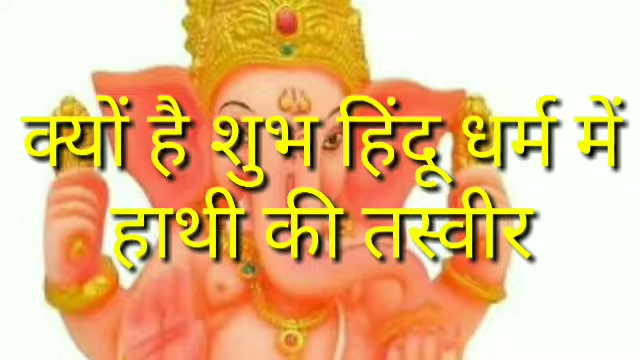 क्यों है शुभ हिंदू धर्म में
हाथी की तस्वीर